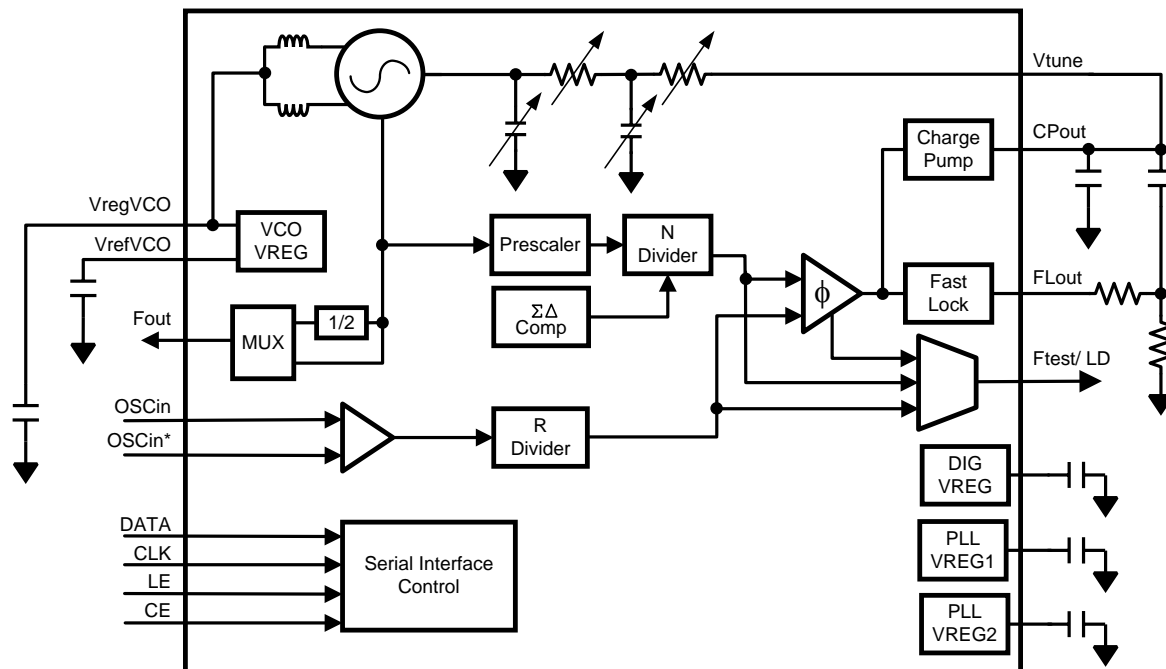 Vtune
Charge
Pump
CPout
VregVCO
VCO
VREG
VrefVCO
Prescaler
N
Divider
ΣΔ
Comp
ϕ
Fast
Lock
FLout
Fout
MUX
1/2
Ftest/ LD
OSCin
OSCin*
R
Divider
DIG
VREG
DATA
CLK
LE
CE
Serial Interface
Control
PLL
VREG1
PLL
VREG2